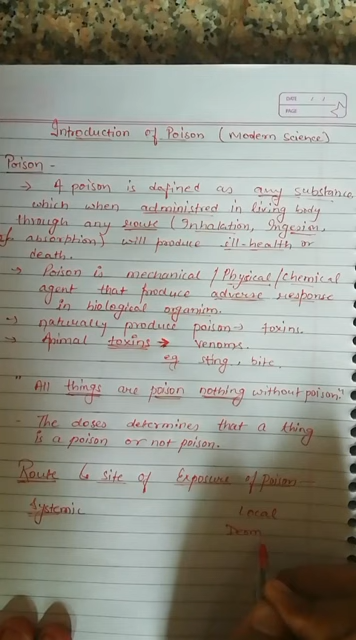 DATE / /
PAGE
Introduction of Poison (Modern Science)
Poison -
→ A poison is defined as any substance
which when administred in living body
through any route (Inhalation, Ingesion,
absorption) will produce ill-health or
death.
→ Poison is mechanical / Physical / chemical
agent that produce adverse response
in biological organim.
→ naturally produce poison → toxins.
→ Animal toxins → Venoms.
eg sting, bite.
"All things are poison nothing without poison."
- The doses determines that a thing
is a poison or not poison.
Route & site of Exposure of Poison -
Systemic Local
Derm